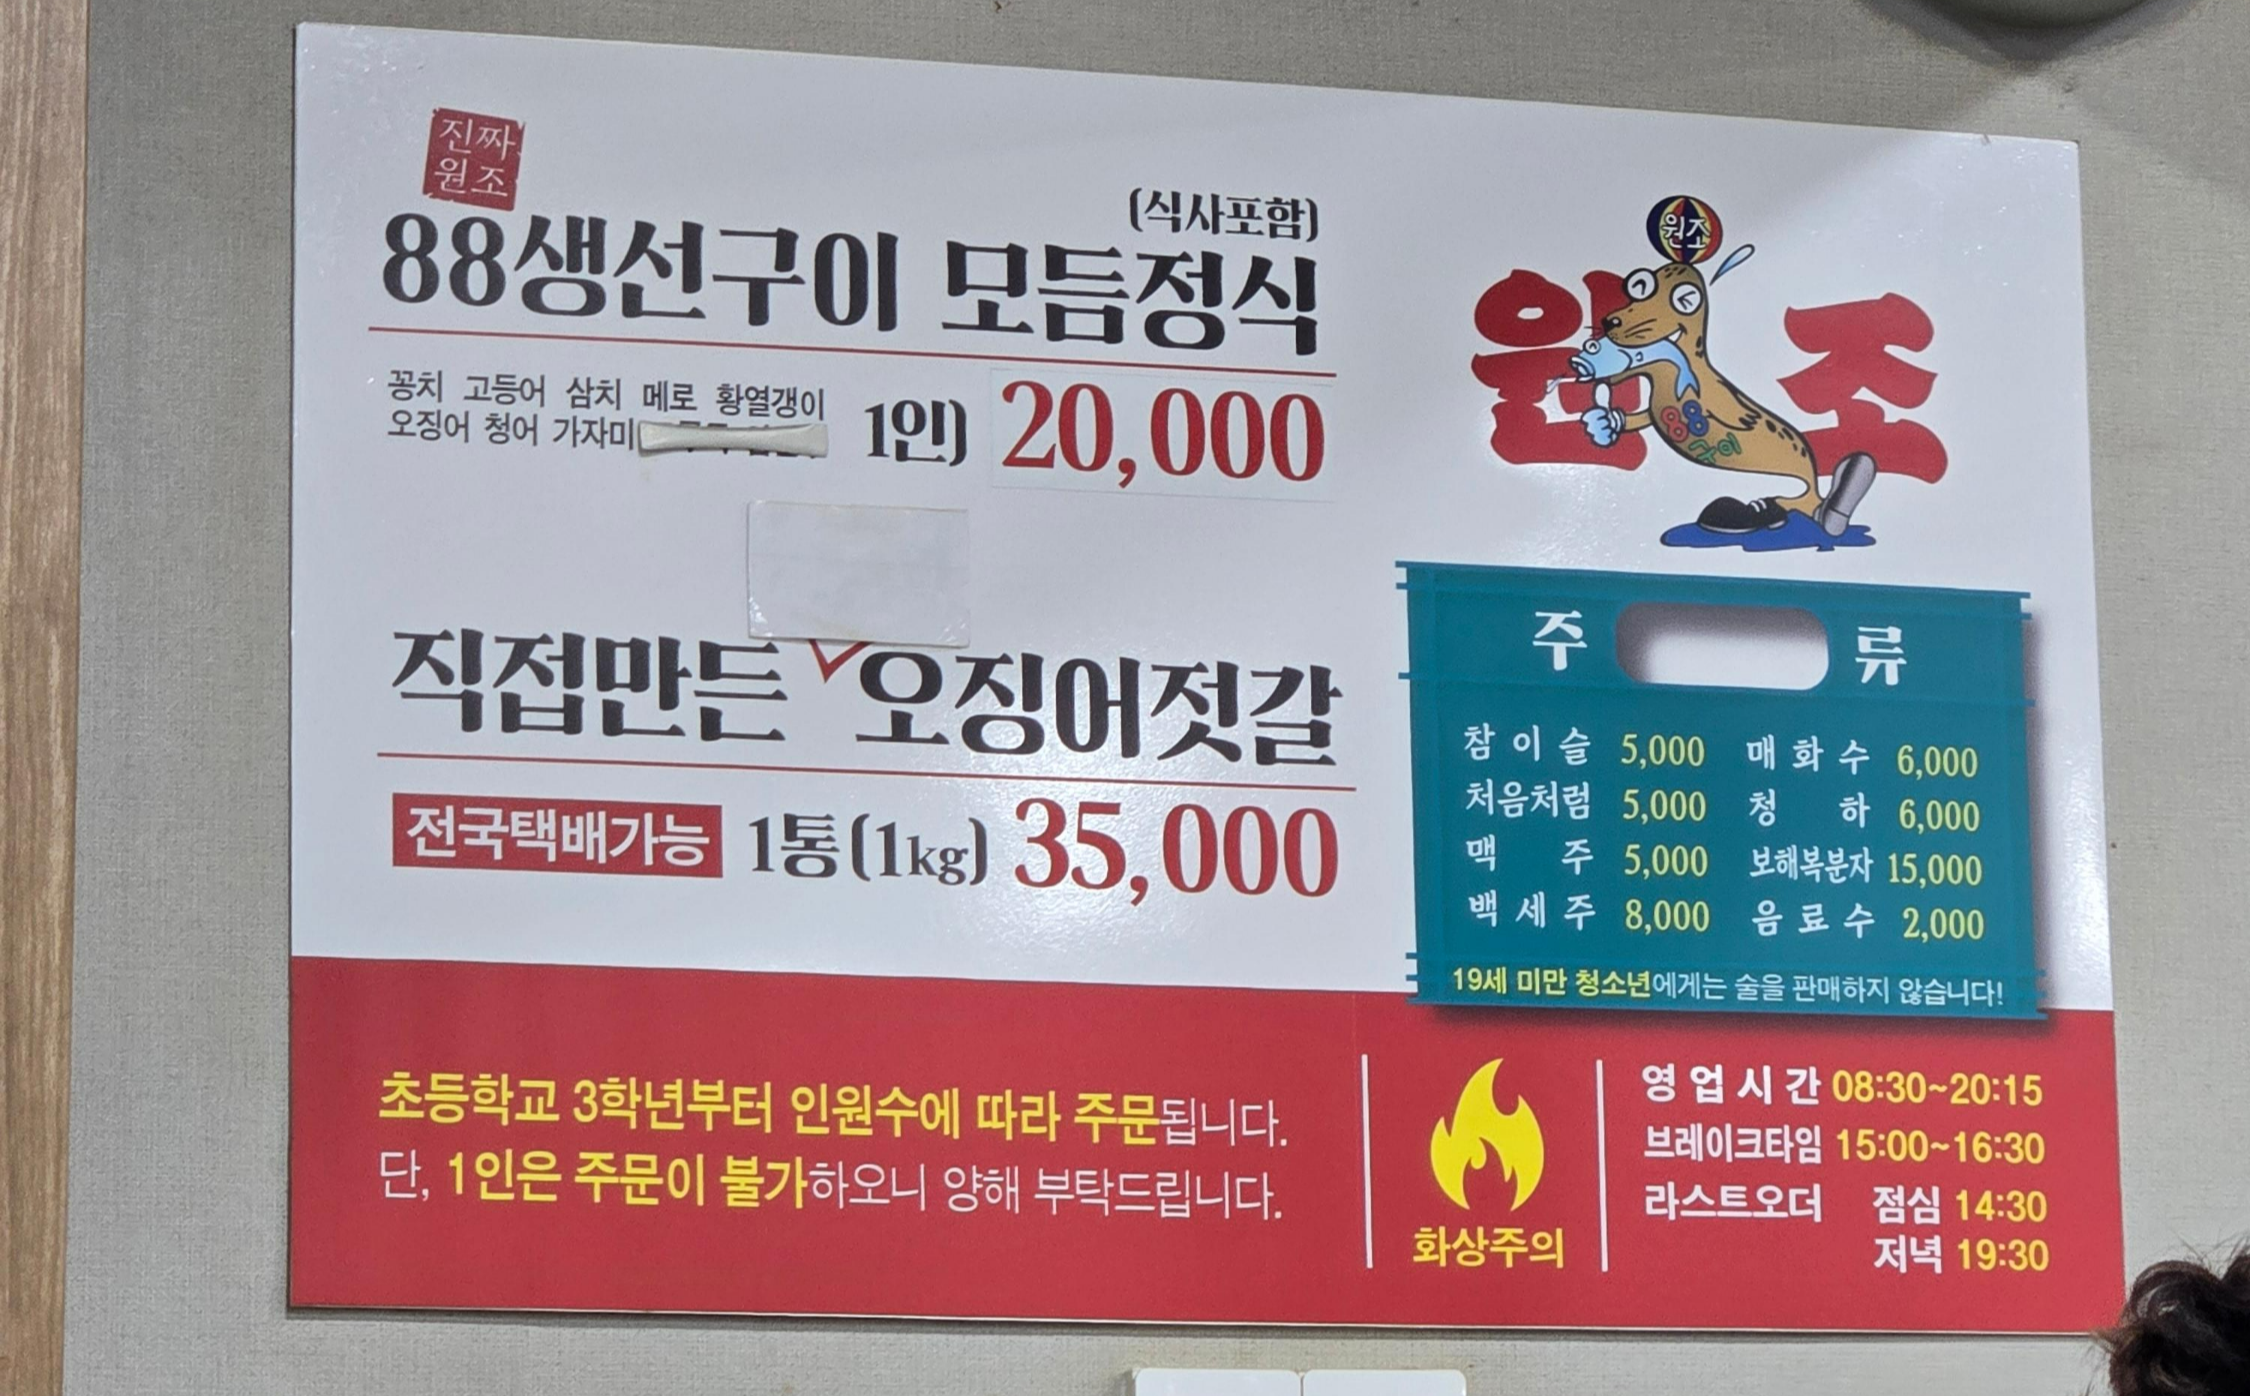 진짜
원조
(식사포함)
88생선구이 모듬정식
꽁치 고등어 삼치 메로 황열갱이
오징어 청어 가자미
1인) 20,000
직접만든 오징어젓갈
전국택배가능 1통(1kg) 35,000
원조
원조
88
구이
주류
참이슬 5,000 매화수 6,000
처음처럼 5,000 청하 6,000
맥주 5,000 보해복분자 15,000
백세주 8,000 음료수 2,000
19세 미만 청소년에게는 술을 판매하지 않습니다!
초등학교 3학년부터 인원수에 따라 주문됩니다.
단, 1인은 주문이 불가하오니 양해 부탁드립니다.
화상주의
영업시간 08:30~20:15
브레이크타임 15:00~16:30
라스트오더 점심 14:30
저녁 19:30